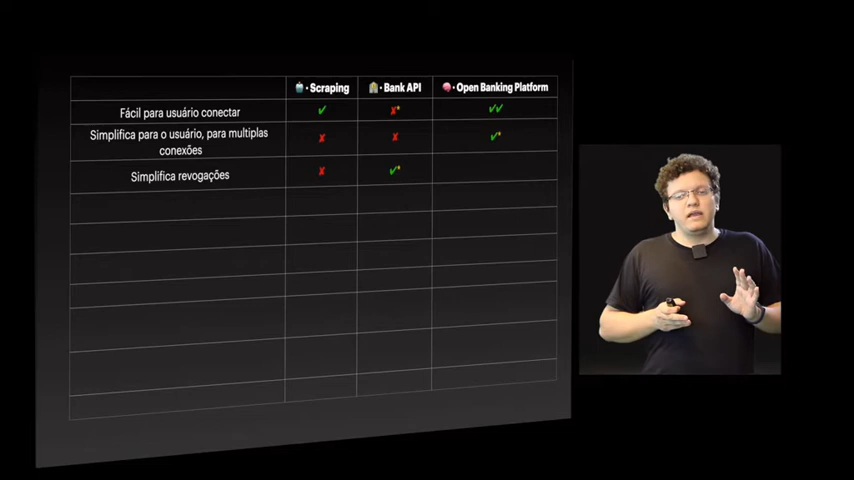 🤖 · Scraping 🏦 · Bank API 🧠 · Open Banking Platform
Fácil para usuário conectar ✓ ✗* ✓✓
Simplifica para o usuário, para multiplas
conexões ✗ ✗ ✓*
Simplifica revogações ✗ ✓*